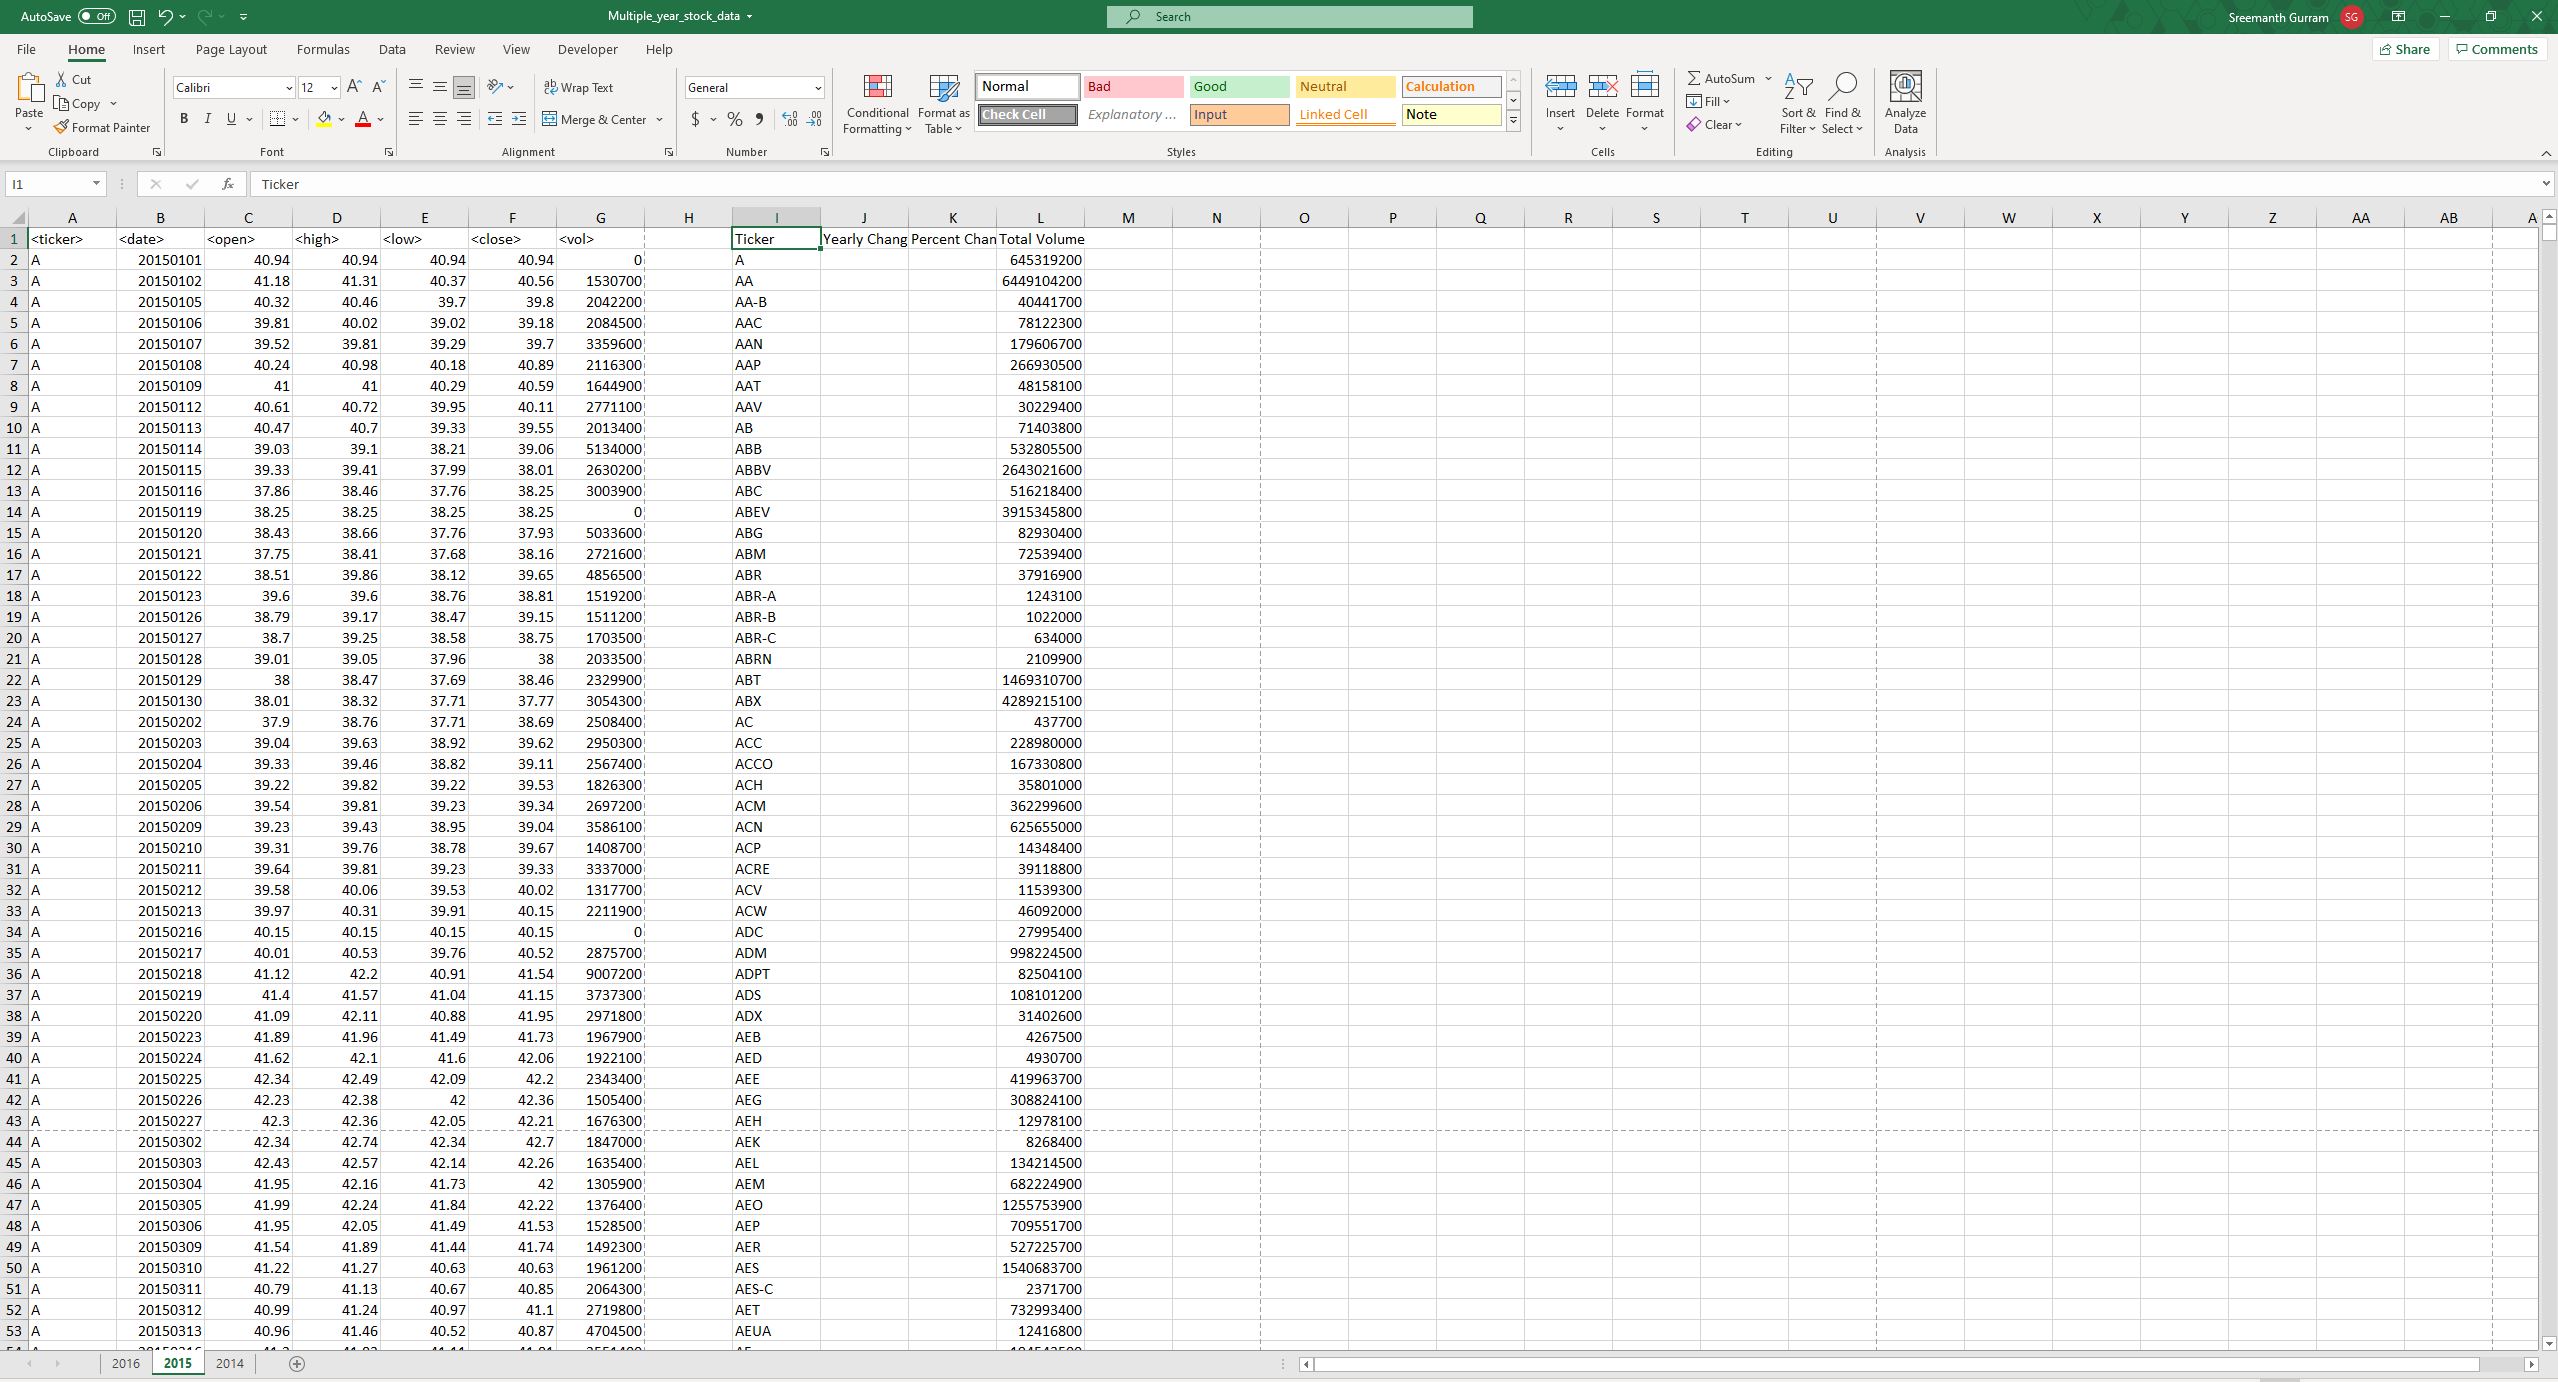 AutoSave Off Multiple_year_stock_data Search Sreemanth Gurram SG
File Home Insert Page Layout Formulas Data Review View Developer Help Share Comments
Paste Cut Copy Format Painter Clipboard
Calibri 12 B I U A Font
Wrap Text Merge & Center Alignment
General $ % Number
Conditional Formatting Format as Table
Normal Bad Good Neutral Calculation
Check Cell Explanatory ... Input Linked Cell Note
Styles
Insert Delete Format Cells
AutoSum Fill Clear Sort & Filter Find & Select Editing
Analyze Data Analysis
I1 fx Ticker
A B C D E F G H I J K L M N O P Q R S T U V W X Y Z AA AB A
1 <ticker> <date> <open> <high> <low> <close> <vol> Ticker Yearly Chang Percent Chan Total Volume
2 A 20150101 40.94 40.94 40.94 40.94 0 A 645319200
3 A 20150102 41.18 41.31 40.37 40.56 1530700 AA 6449104200
4 A 20150105 40.32 40.46 39.7 39.8 2042200 AA-B 40441700
5 A 20150106 39.81 40.02 39.02 39.18 2084500 AAC 78122300
6 A 20150107 39.52 39.81 39.29 39.7 3359600 AAN 179606700
7 A 20150108 40.24 40.98 40.18 40.89 2116300 AAP 266930500
8 A 20150109 41 41 40.29 40.59 1644900 AAT 48158100
9 A 20150112 40.61 40.72 39.95 40.11 2771100 AAV 30229400
10 A 20150113 40.47 40.7 39.33 39.55 2013400 AB 71403800
11 A 20150114 39.03 39.1 38.21 39.06 5134000 ABB 532805500
12 A 20150115 39.33 39.41 37.99 38.01 2630200 ABBV 2643021600
13 A 20150116 37.86 38.46 37.76 38.25 3003900 ABC 516218400
14 A 20150119 38.25 38.25 38.25 38.25 0 ABEV 3915345800
15 A 20150120 38.43 38.66 37.76 37.93 5033600 ABG 82930400
16 A 20150121 37.75 38.41 37.68 38.16 2721600 ABM 72539400
17 A 20150122 38.51 39.86 38.12 39.65 4856500 ABR 37916900
18 A 20150123 39.6 39.6 38.76 38.81 1519200 ABR-A 1243100
19 A 20150126 38.79 39.17 38.47 39.15 1511200 ABR-B 1022000
20 A 20150127 38.7 39.25 38.58 38.75 1703500 ABR-C 634000
21 A 20150128 39.01 39.05 37.96 38 2033500 ABRN 2109900
22 A 20150129 38 38.47 37.69 38.46 2329900 ABT 1469310700
23 A 20150130 38.01 38.32 37.71 37.77 3054300 ABX 4289215100
24 A 20150202 37.9 38.76 37.71 38.69 2508400 AC 437700
25 A 20150203 39.04 39.63 38.92 39.62 2950300 ACC 228980000
26 A 20150204 39.33 39.46 38.82 39.11 2567400 ACCO 167330800
27 A 20150205 39.22 39.82 39.22 39.53 1826300 ACH 35801000
28 A 20150206 39.54 39.81 39.23 39.34 2697200 ACM 362299600
29 A 20150209 39.23 39.43 38.95 39.04 3586100 ACN 625655000
30 A 20150210 39.31 39.76 38.78 39.67 1408700 ACP 14348400
31 A 20150211 39.64 39.81 39.23 39.33 3337000 ACRE 39118800
32 A 20150212 39.58 40.06 39.53 40.02 1317700 ACV 11539300
33 A 20150213 39.97 40.31 39.91 40.15 2211900 ACW 46092000
34 A 20150216 40.15 40.15 40.15 40.15 0 ADC 27995400
35 A 20150217 40.01 40.53 39.76 40.52 2875700 ADM 998224500
36 A 20150218 41.12 42.2 40.91 41.54 9007200 ADPT 82504100
37 A 20150219 41.4 41.57 41.04 41.15 3737300 ADS 108101200
38 A 20150220 41.09 42.11 40.88 41.95 2971800 ADX 31402600
39 A 20150223 41.89 41.96 41.49 41.73 1967900 AEB 4267500
40 A 20150224 41.62 42.1 41.6 42.06 1922100 AED 4930700
41 A 20150225 42.34 42.49 42.09 42.2 2343400 AEE 419963700
42 A 20150226 42.23 42.38 42 42.36 1505400 AEG 308824100
43 A 20150227 42.3 42.36 42.05 42.21 1676300 AEH 12978100
44 A 20150302 42.34 42.74 42.34 42.7 1847000 AEK 8268400
45 A 20150303 42.43 42.57 42.14 42.26 1635400 AEL 134214500
46 A 20150304 41.95 42.16 41.73 42 1305900 AEM 682224900
47 A 20150305 41.99 42.24 41.84 42.22 1376400 AEO 1255753900
48 A 20150306 41.95 42.05 41.49 41.53 1528500 AEP 709551700
49 A 20150309 41.54 41.89 41.44 41.74 1492300 AER 527225700
50 A 20150310 41.22 41.27 40.63 40.63 1961200 AES 1540683700
51 A 20150311 40.79 41.13 40.67 40.85 2064300 AES-C 2371700
52 A 20150312 40.99 41.24 40.97 41.1 2719800 AET 732993400
53 A 20150313 40.96 41.46 40.52 40.87 4704500 AEUA 12416800
2016 2015 2014